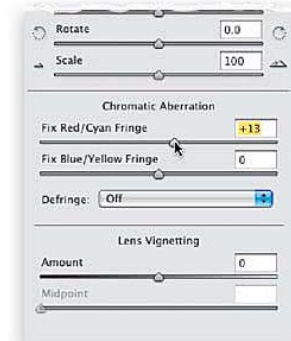 Rotate 0.0
Scale 100
Chromatic Aberration
Fix Red/Cyan Fringe +13
Fix Blue/Yellow Fringe 0
Defringe: Off
Lens Vignetting
Amount 0
Midpoint